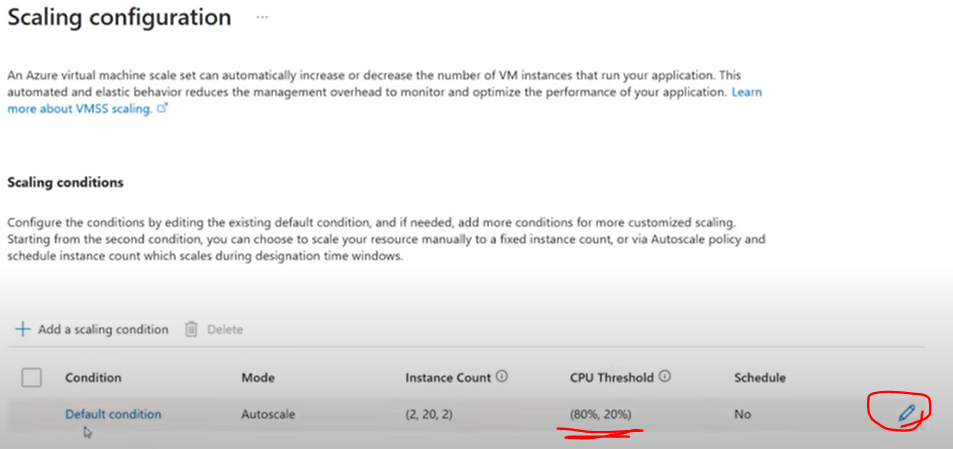 Scaling configuration ...
An Azure virtual machine scale set can automatically increase or decrease the number of VM instances that run your application. This
automated and elastic behavior reduces the management overhead to monitor and optimize the performance of your application. Learn
more about VMSS scaling.
Scaling conditions
Configure the conditions by editing the existing default condition, and if needed, add more conditions for more customized scaling.
Starting from the second condition, you can choose to scale your resource manually to a fixed instance count, or via Autoscale policy and
schedule instance count which scales during designation time windows.
+ Add a scaling condition Delete
Condition Mode Instance Count CPU Threshold Schedule
Default condition Autoscale (2, 20, 2) (80%, 20%) No